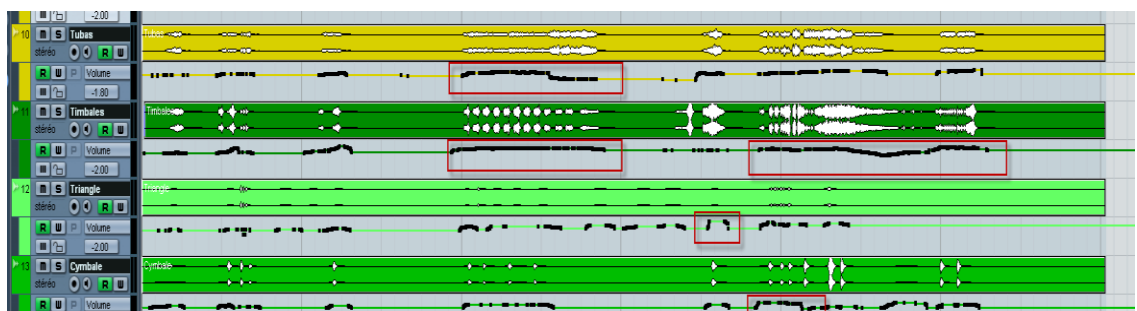 -2.00
10 m S Tubas Tubas
stéréo R W
R W P Volume
-1.80
11 m S Timbales Timbales
stéréo R W
R W P Volume
-2.00
12 m S Triangle Triangle
stéréo R W
R W P Volume
-2.00
13 m S Cymbale Cymbale
stéréo R W
R W P Volume